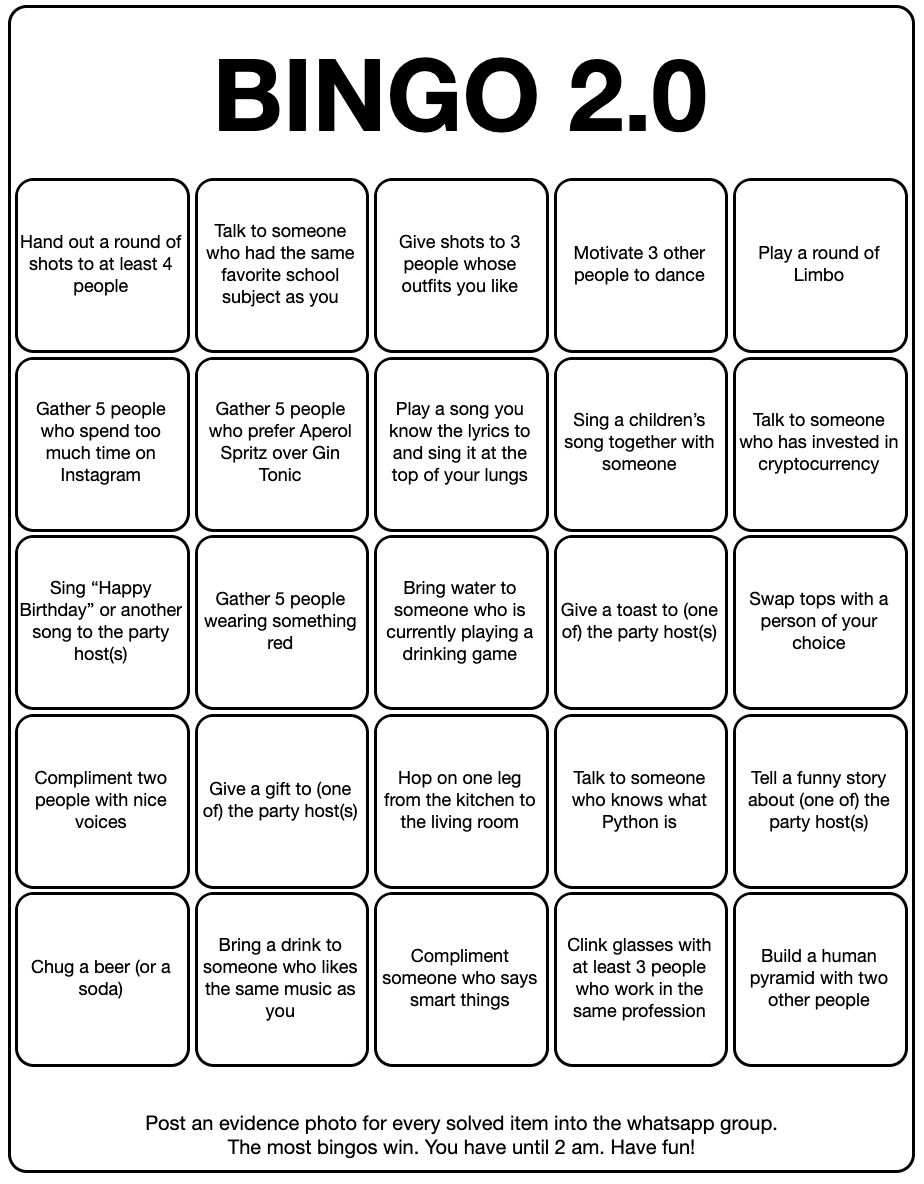 BINGO 2.0
Hand out a round of
shots to at least 4
people
Talk to someone
who had the same
favorite school
subject as you
Give shots to 3
people whose
outfits you like
Motivate 3 other
people to dance
Play a round of
Limbo
Gather 5 people
who spend too
much time on
Instagram
Gather 5 people
who prefer Aperol
Spritz over Gin
Tonic
Play a song you
know the lyrics to
and sing it at the
top of your lungs
Sing a children’s
song together with
someone
Talk to someone
who has invested in
cryptocurrency
Sing “Happy
Birthday” or another
song to the party
host(s)
Gather 5 people
wearing something
red
Bring water to
someone who is
currently playing a
drinking game
Give a toast to (one
of) the party host(s)
Swap tops with a
person of your
choice
Compliment two
people with nice
voices
Give a gift to (one
of) the party host(s)
Hop on one leg
from the kitchen to
the living room
Talk to someone
who knows what
Python is
Tell a funny story
about (one of) the
party host(s)
Chug a beer (or a
soda)
Bring a drink to
someone who likes
the same music as
you
Compliment
someone who says
smart things
Clink glasses with
at least 3 people
who work in the
same profession
Build a human
pyramid with two
other people
Post an evidence photo for every solved item into the whatsapp group.
The most bingos win. You have until 2 am. Have fun!